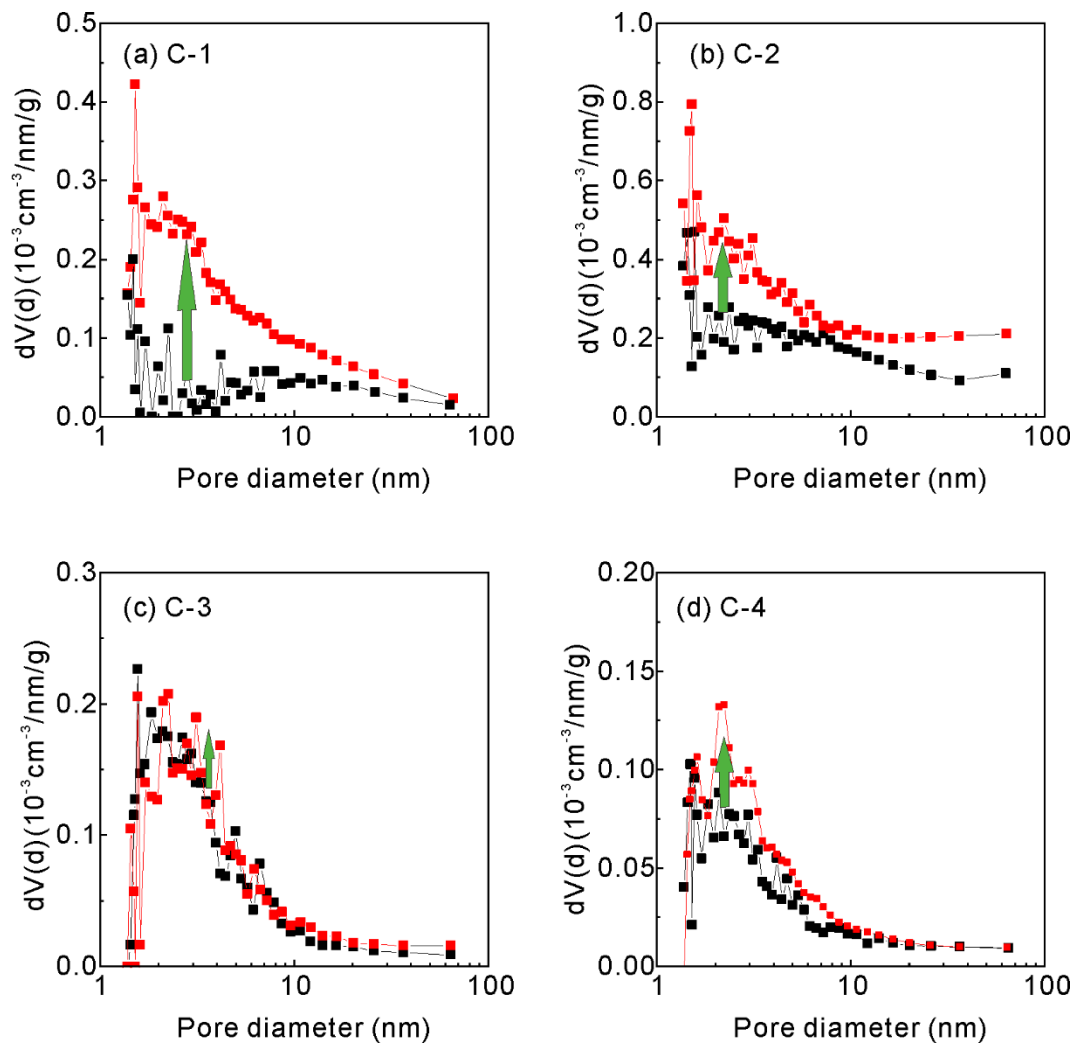 (a) C-1
dV(d)(10⁻³cm⁻³/nm/g)
0.5
0.4
0.3
0.2
0.1
0.0
1 10 100
Pore diameter (nm)
(b) C-2
dV(d)(10⁻³cm⁻³/nm/g)
1.0
0.8
0.6
0.4
0.2
0.0
1 10 100
Pore diameter (nm)
(c) C-3
dV(d)(10⁻³cm⁻³/nm/g)
0.3
0.2
0.1
0.0
1 10 100
Pore diameter (nm)
(d) C-4
dV(d)(10⁻³cm⁻³/nm/g)
0.20
0.15
0.10
0.05
0.00
1 10 100
Pore diameter (nm)